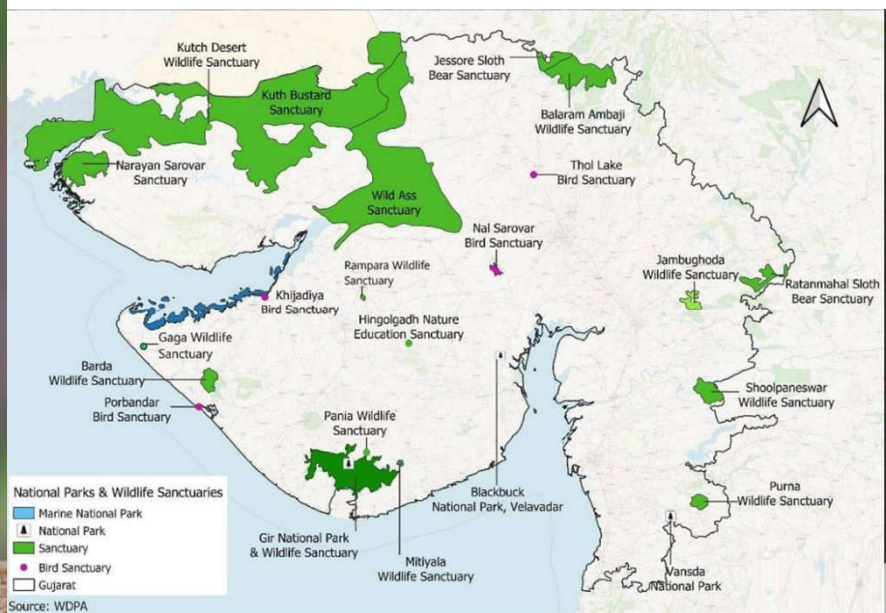 Kutch Desert
Wildlife Sanctuary
Jessore Sloth
Bear Sanctuary
Kuth Bustard
Sanctuary
Balaram Ambaji
Wildlife Sanctuary
Narayan Sarovar
Sanctuary
Thol Lake
Bird Sanctuary
Wild Ass
Sanctuary
Nal Sarovar
Bird Sanctuary
Rampara Wildlife
Sanctuary
Jambughoda
Wildlife Sanctuary
Ratanmahal Sloth
Bear Sanctuary
Khijadiya
Bird Sanctuary
Hingolgadh Nature
Education Sanctuary
Gaga Wildlife
Sanctuary
Barda
Wildlife Sanctuary
Shoolpaneswar
Wildlife Sanctuary
Porbandar
Bird Sanctuary
Pania Wildlife
Sanctuary
Purna
Wildlife Sanctuary
Blackbuck
National Park, Velavadar
Gir National Park
& Wildlife Sanctuary
Mitiyala
Wildlife Sanctuary
Vansda
National Park
National Parks & Wildlife Sanctuaries
Marine National Park
National Park
Sanctuary
Bird Sanctuary
Gujarat
Source: WDPA